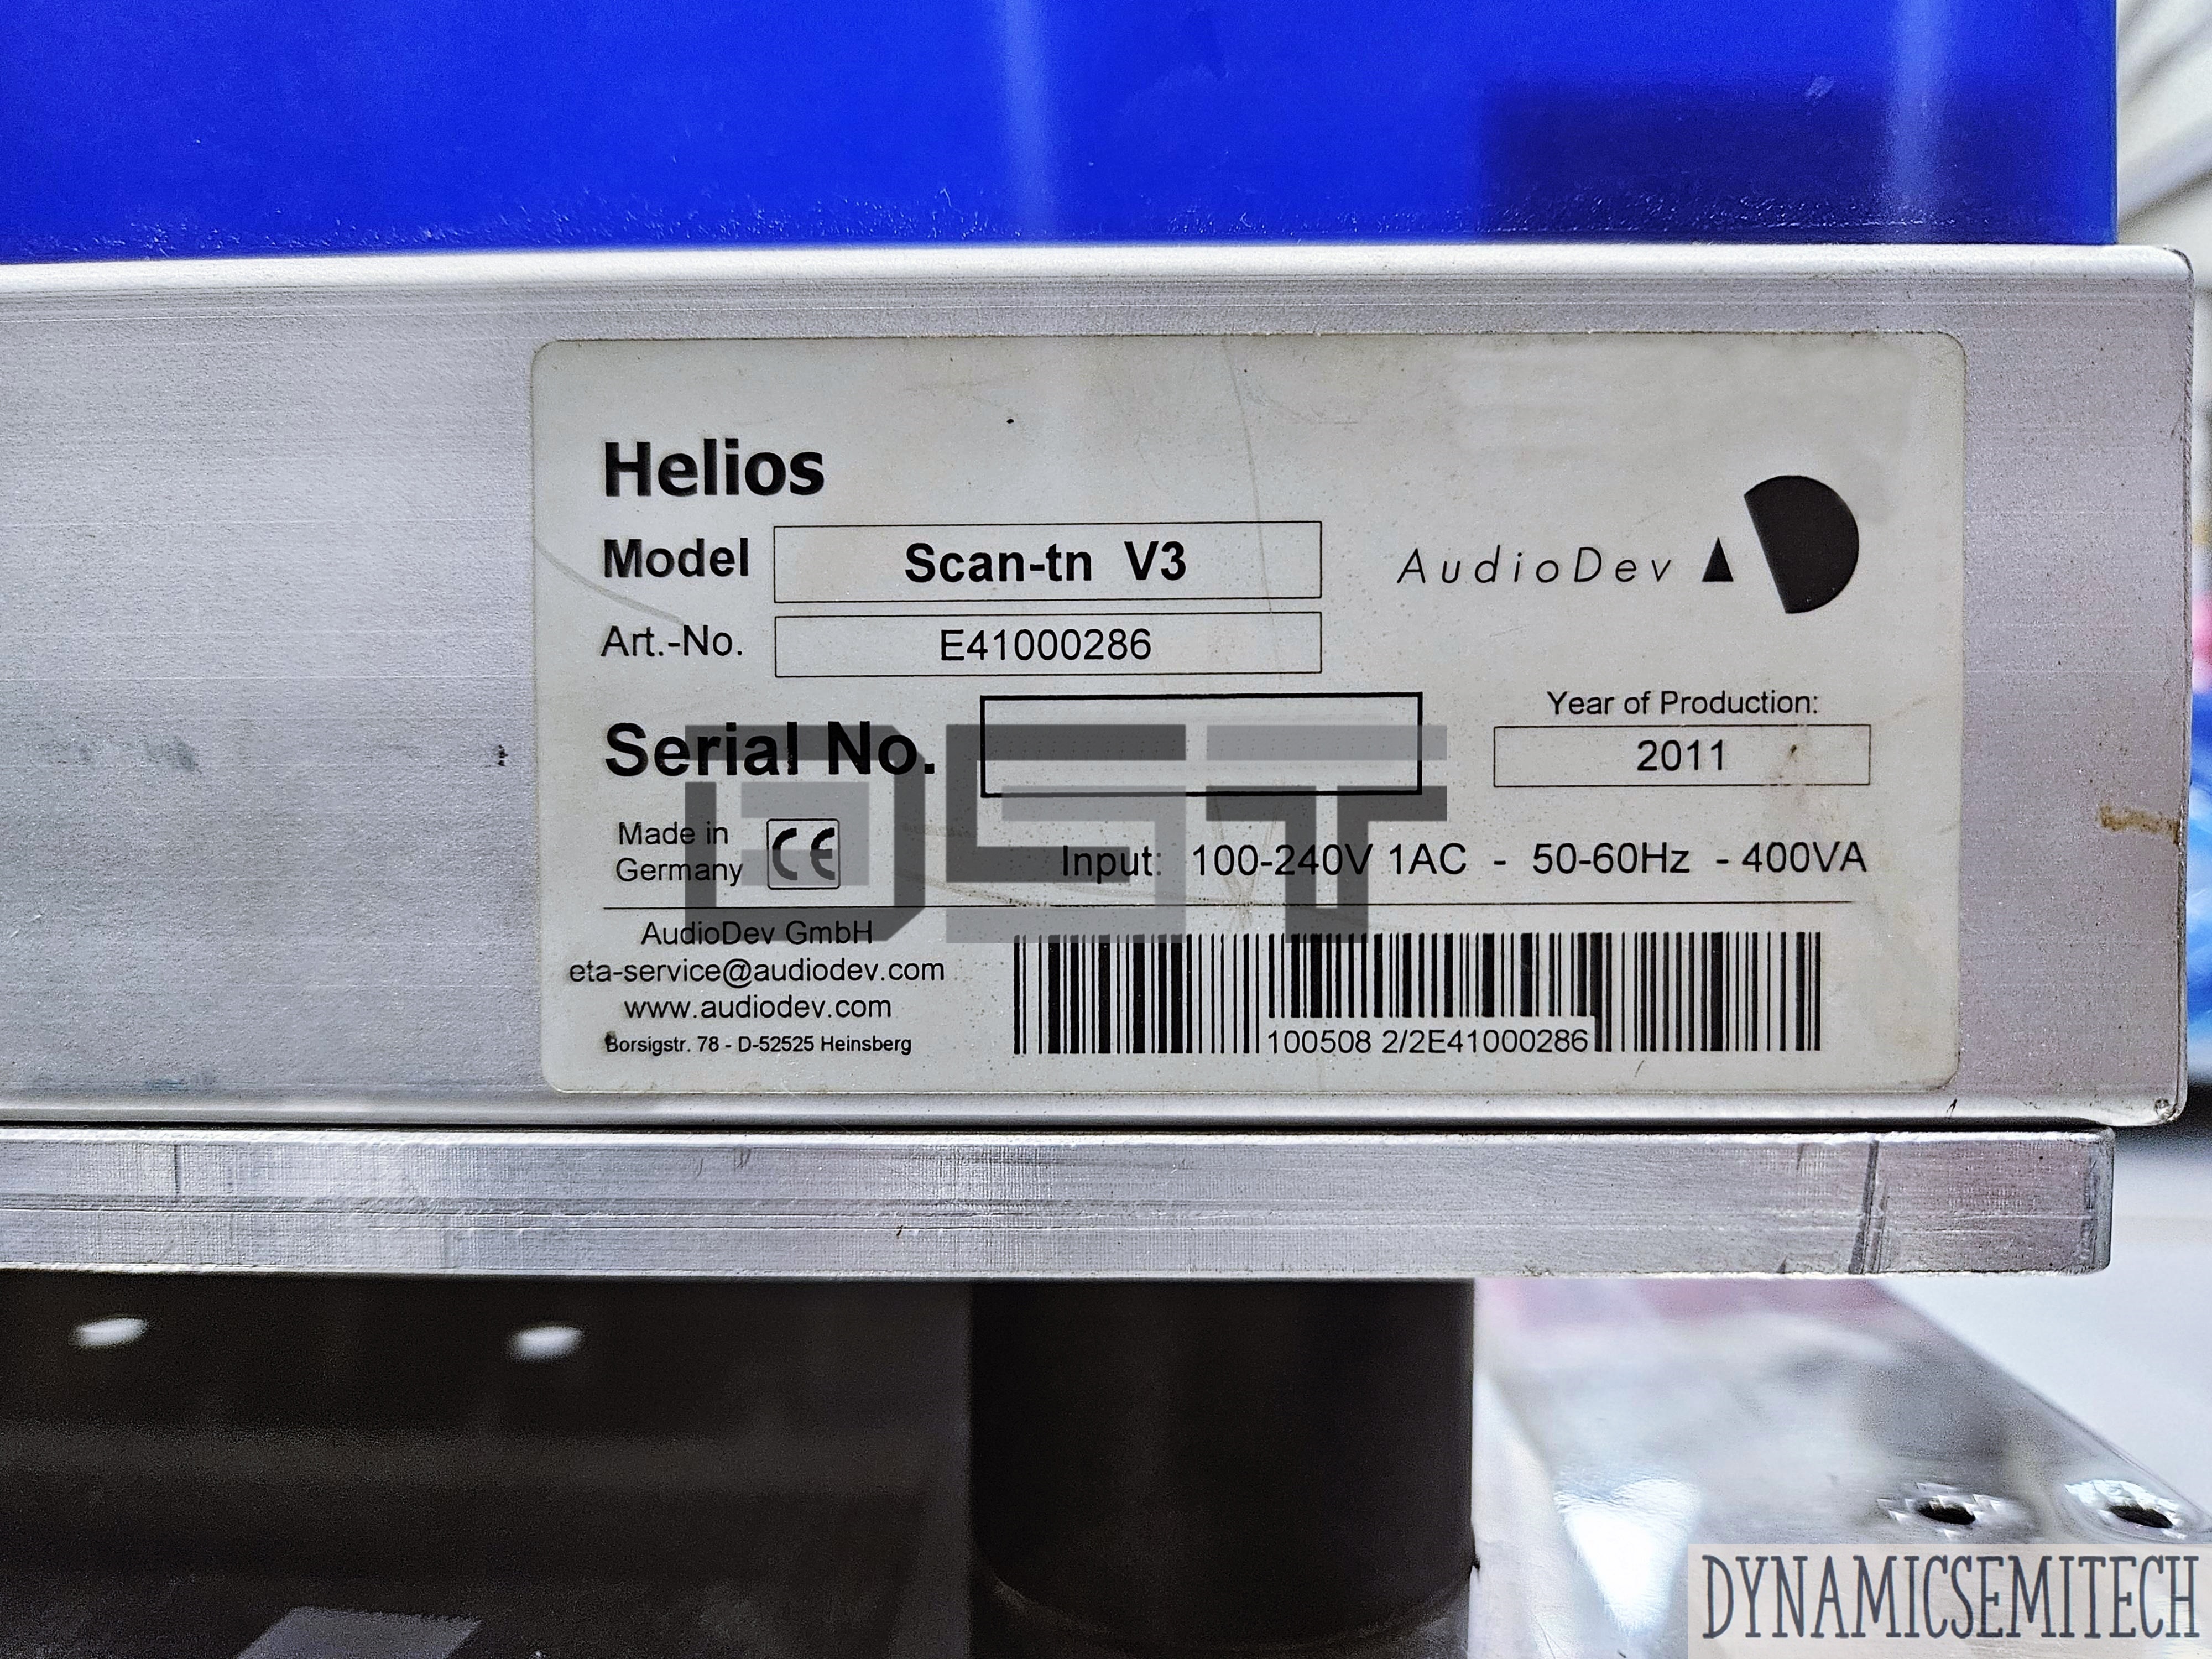 Helios
Model Scan-tn V3
AudioDev
Art.-No. E41000286
Serial No.
Year of Production:
2011
Made in
Germany CE
Input: 100-240V 1AC - 50-60Hz - 400VA
AudioDev GmbH
eta-service@audiodev.com
www.audiodev.com
Borsigstr. 78 - D-52525 Heinsberg
100508 2/2E41000286
DST
DYNAMICSEMITECH